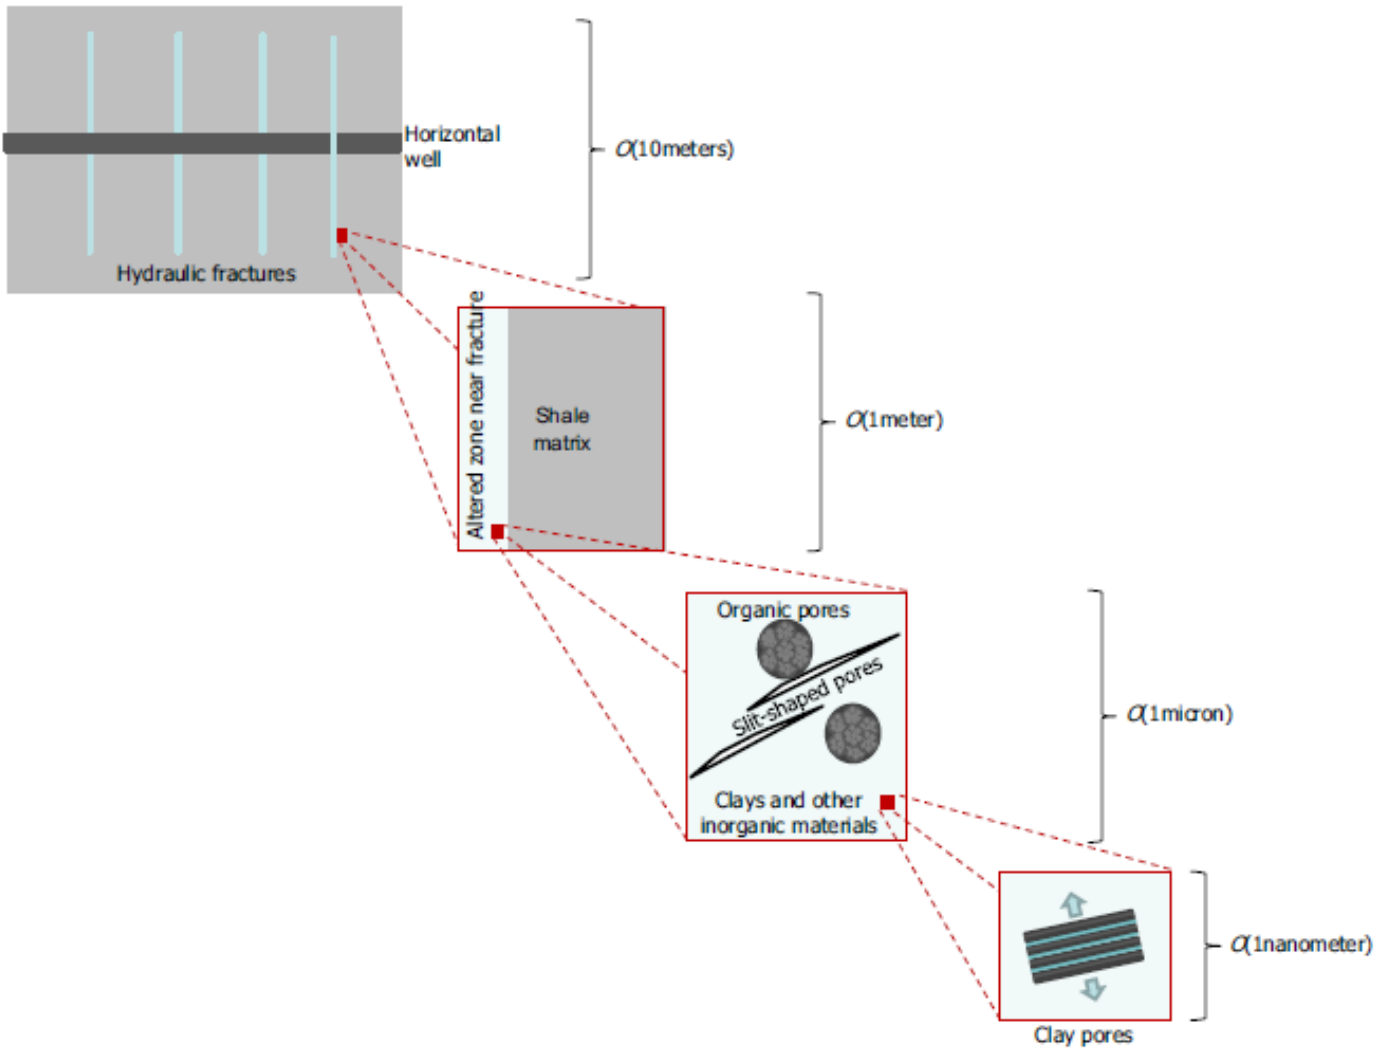 Horizontal
well
O(10meters)
Hydraulic fractures
Altered zone near fracture
Shale
matrix
O(1meter)
Organic pores
Slit-shaped pores
O(1micron)
Clays and other
inorganic materials
O(1nanometer)
Clay pores